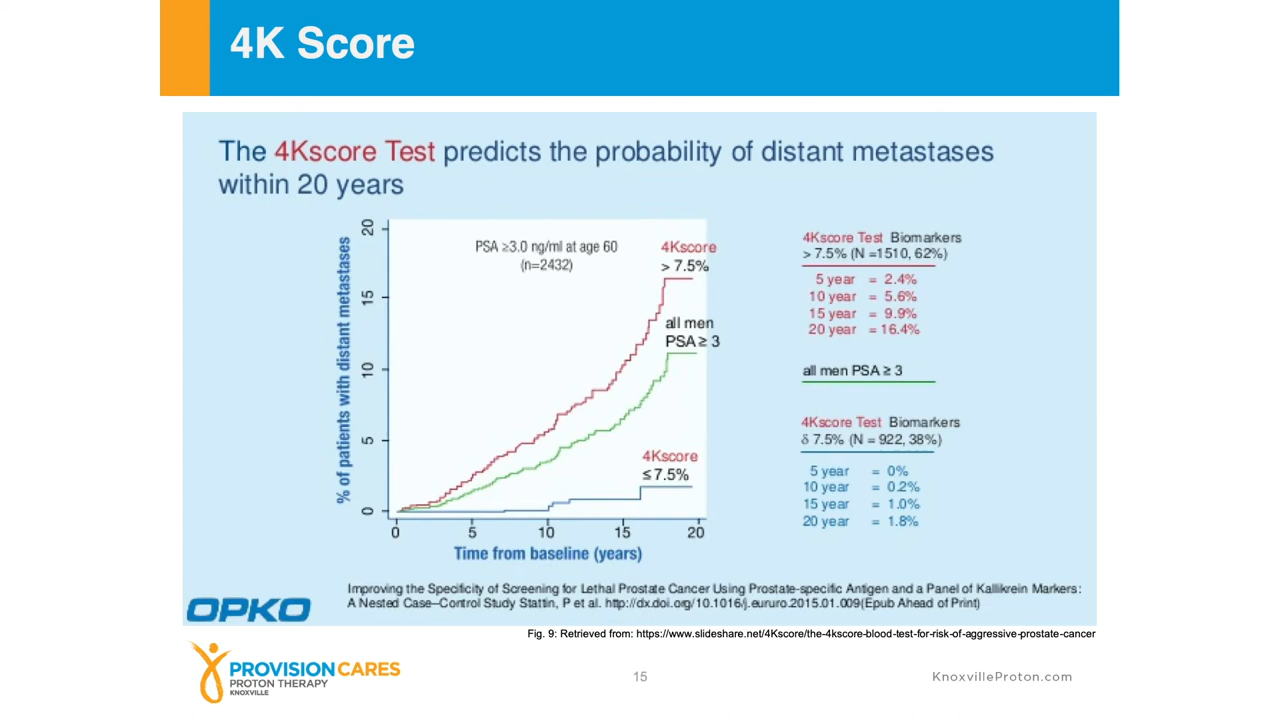 4K Score
The 4Kscore Test predicts the probability of distant metastases
within 20 years
% of patients with distant metastases
20
15
10
5
0
PSA ≥3.0 ng/ml at age 60
(n=2432)
4Kscore
> 7.5%
all men
PSA ≥ 3
4Kscore
≤ 7.5%
0 5 10 15 20
Time from baseline (years)
4Kscore Test Biomarkers
> 7.5% (N =1510, 62%)
5 year = 2.4%
10 year = 5.6%
15 year = 9.9%
20 year = 16.4%
all men PSA ≥ 3
4Kscore Test Biomarkers
δ 7.5% (N = 922, 38%)
5 year = 0%
10 year = 0.2%
15 year = 1.0%
20 year = 1.8%
Improving the Specificity of Screening for Lethal Prostate Cancer Using Prostate-specific Antigen and a Panel of Kallikrein Markers:
A Nested Case–Control Study Stattin, P et al. http://dx.doi.org/10.1016/j.eururo.2015.01.009(Epub Ahead of Print)
OPKO
Fig. 9: Retrieved from: https://www.slideshare.net/4Kscore/the-4kscore-blood-test-for-risk-of-aggressive-prostate-cancer
PROVISION CARES
PROTON THERAPY
KNOXVILLE
15
KnoxvilleProton.com